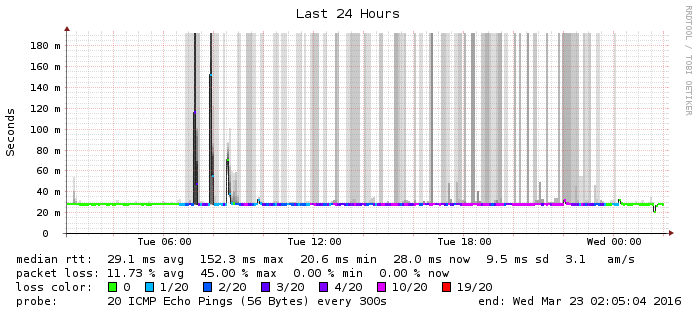 Last 24 Hours
RRDTOOL / TOBI OETIKER
Seconds
180 m
160 m
140 m
120 m
100 m
80 m
60 m
40 m
20 m
0
Tue 06:00 Tue 12:00 Tue 18:00 Wed 00:00
median rtt: 29.1 ms avg 152.3 ms max 20.6 ms min 28.0 ms now 9.5 ms sd 3.1 am/s
packet loss: 11.73 % avg 45.00 % max 0.00 % min 0.00 % now
loss color: 0 1/20 2/20 3/20 4/20 10/20 19/20
probe: 20 ICMP Echo Pings (56 Bytes) every 300s end: Wed Mar 23 02:05:04 2016